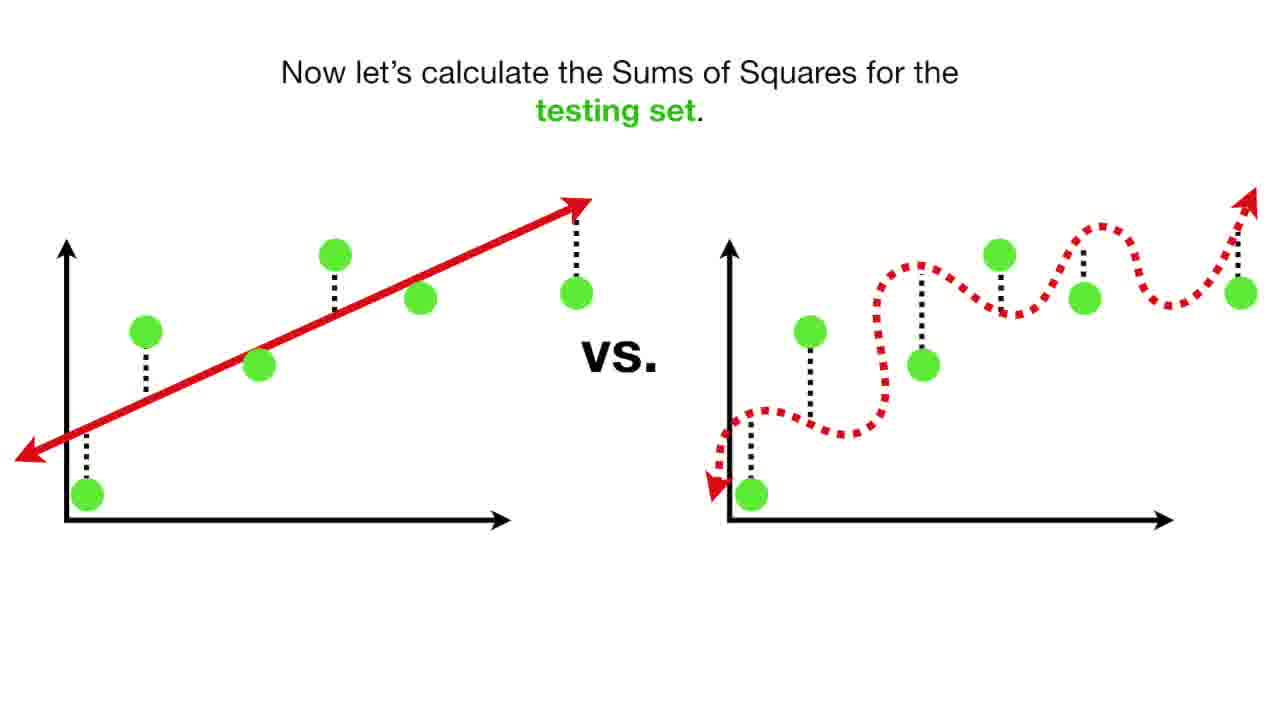 Now let’s calculate the Sums of Squares for the
testing set.
vs.